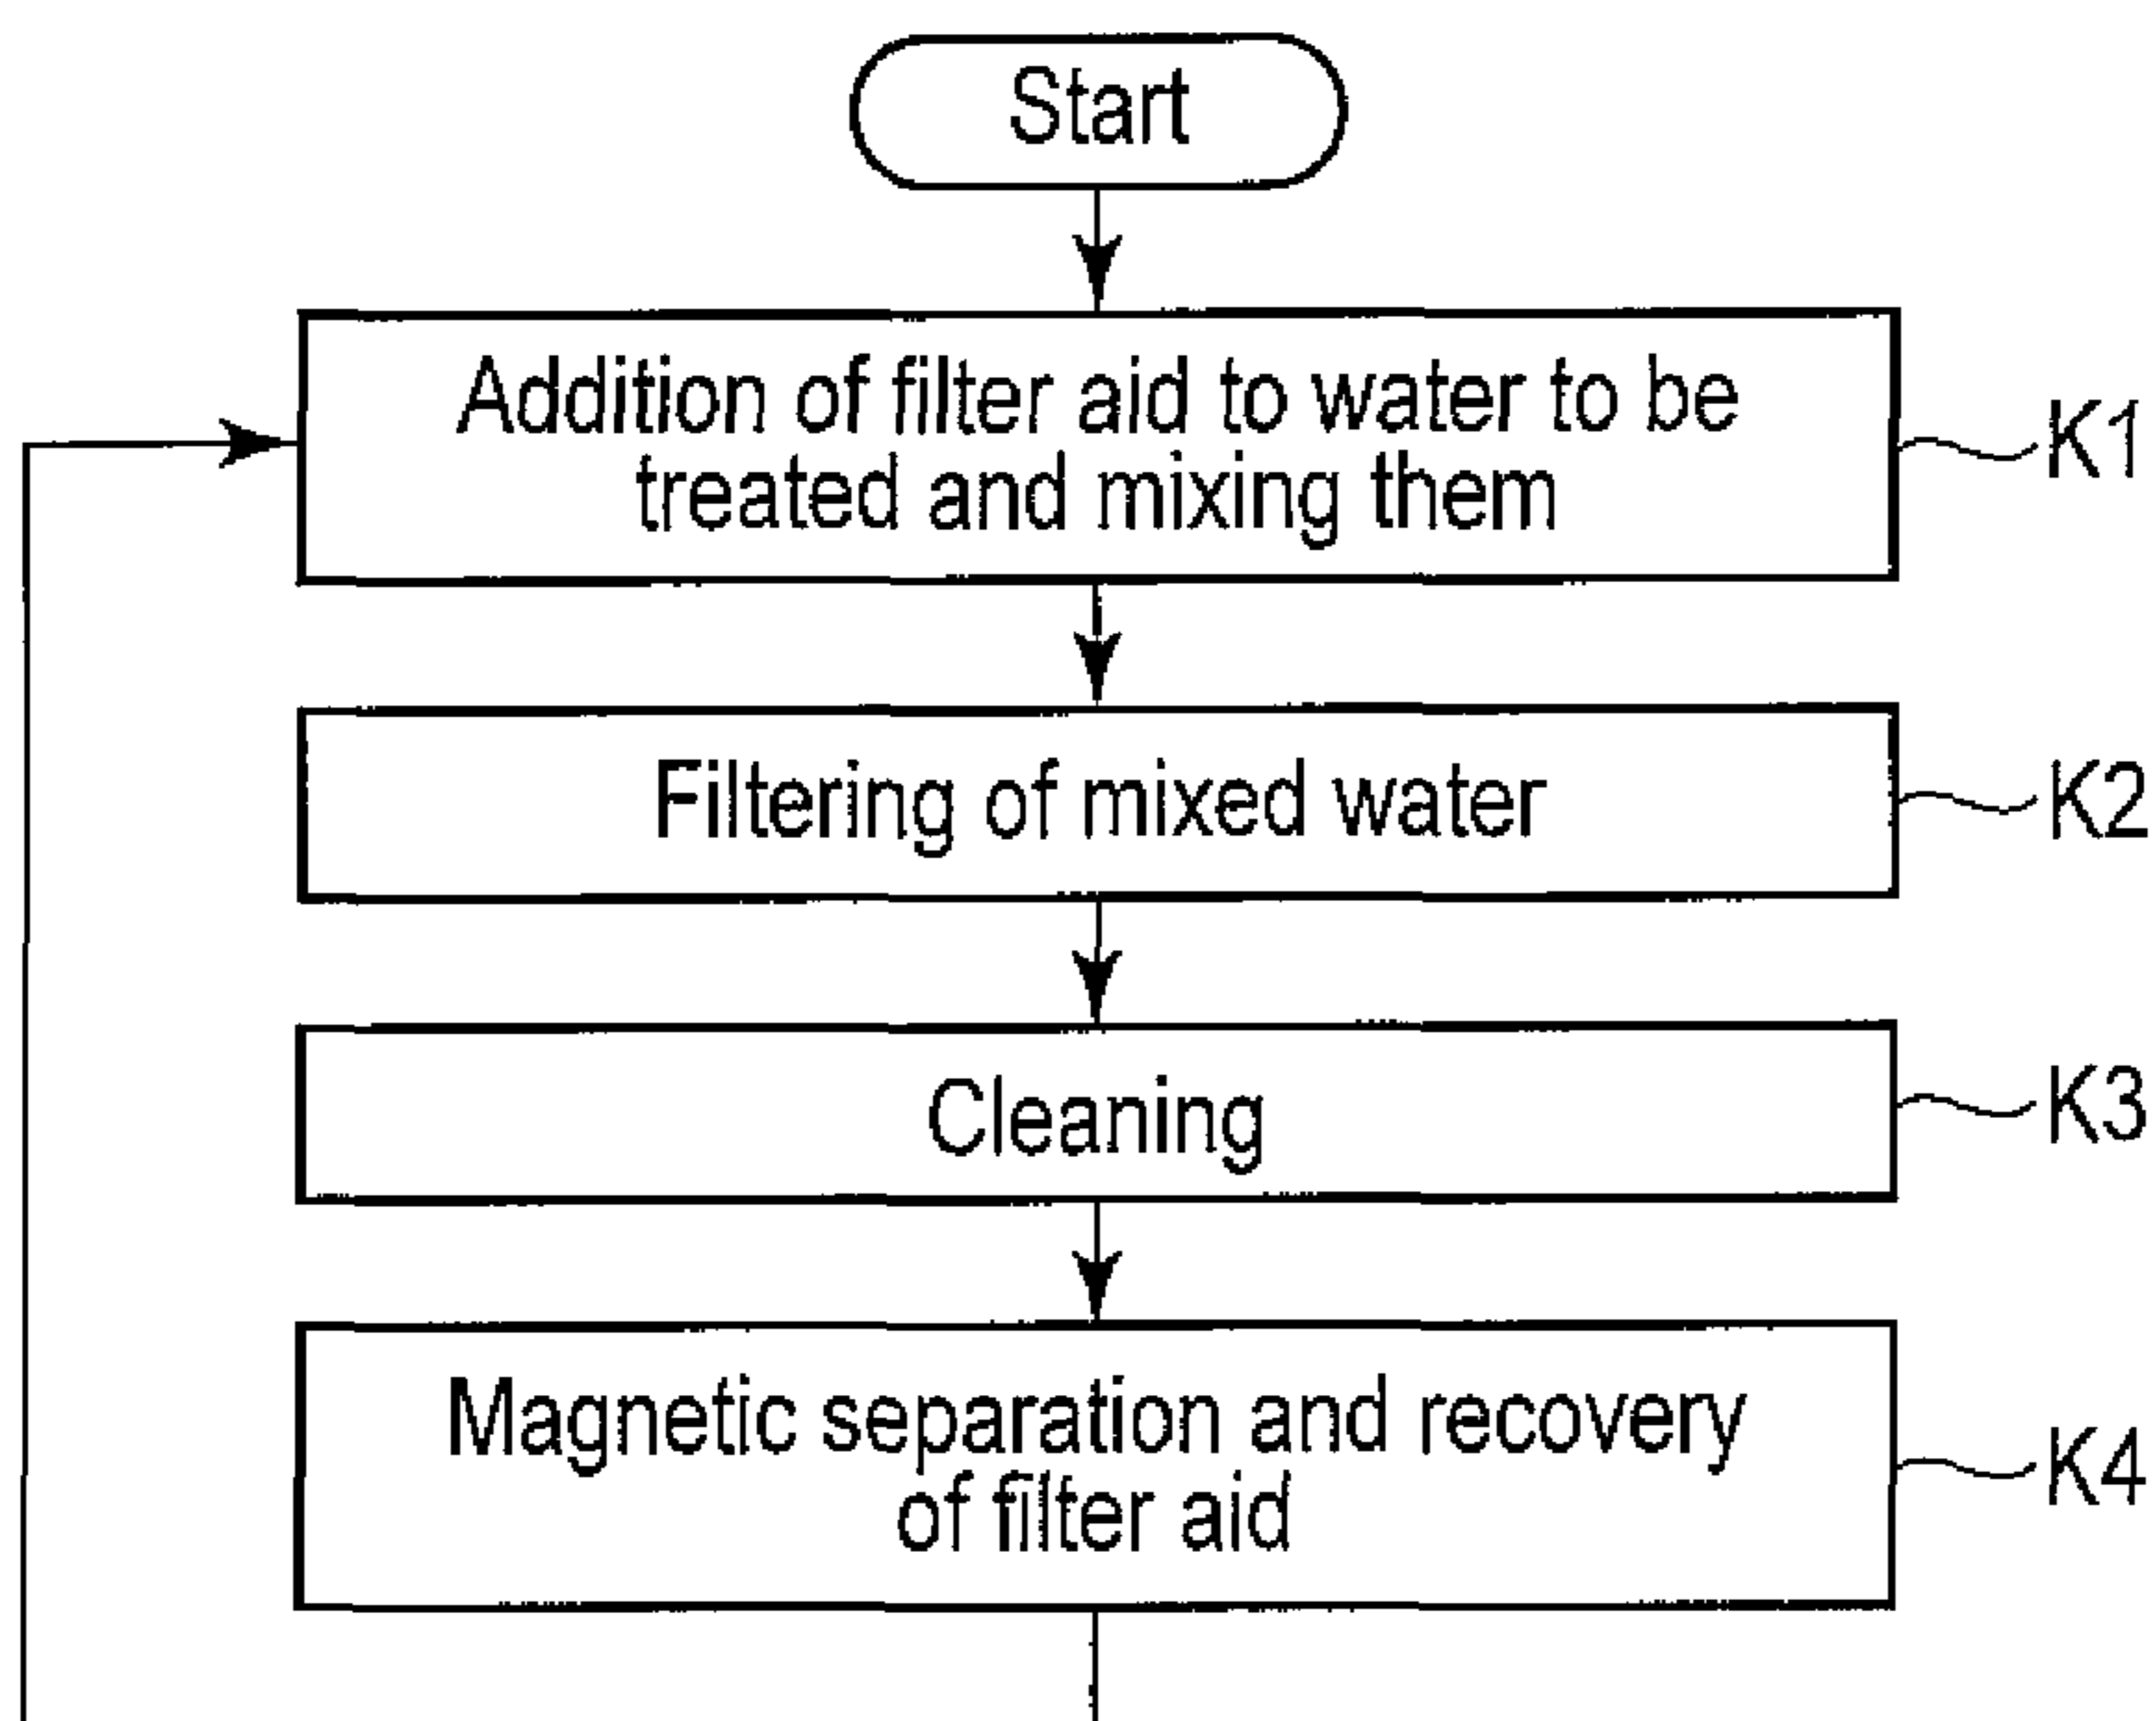 Start
Addition of filter aid to water to be
treated and mixing them
K1
Filtering of mixed water
K2
Cleaning
K3
Magnetic separation and recovery
of filter aid
K4